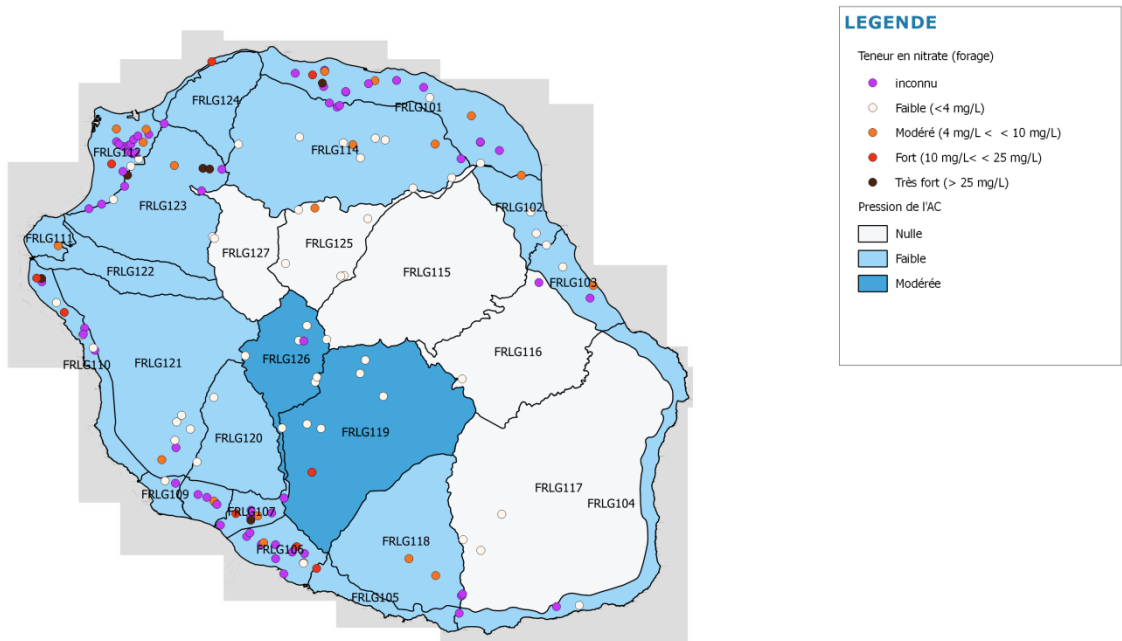 LEGENDE
Teneur en nitrate (forage)
inconnu
Faible (<4 mg/L)
Modéré (4 mg/L < < 10 mg/L)
Fort (10 mg/L< < 25 mg/L)
Très fort (> 25 mg/L)
Pression de l'AC
Nulle
Faible
Modérée
FRLG124
FRLG101
FRLG112
FRLG114
FRLG123
FRLG102
FRLG111
FRLG127
FRLG125
FRLG122
FRLG115
FRLG103
FRLG116
FRLG110
FRLG121
FRLG126
FRLG120
FRLG119
FRLG109
FRLG107
FRLG117
FRLG104
FRLG118
FRLG106
FRLG105